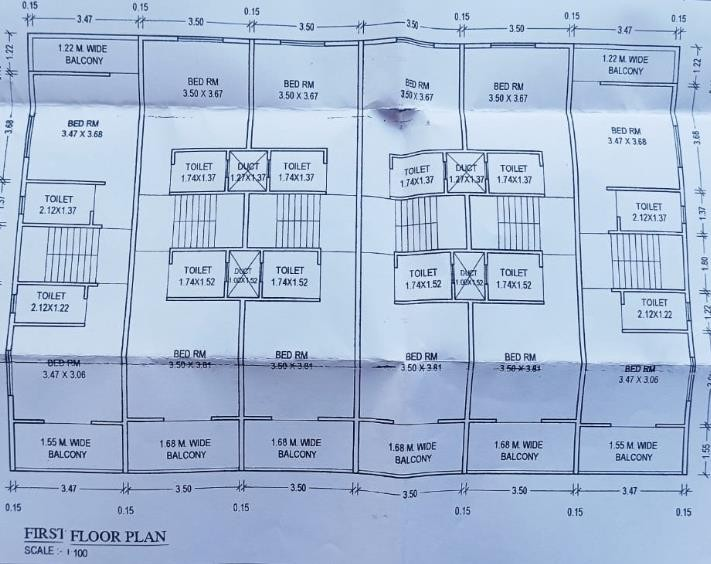 0.15 0.15 0.15 0.15 0.15 0.15 0.15
3.47 3.50 3.50 3.50 3.50 3.47
1.22 M. WIDE
BALCONY
1.22 M. WIDE
BALCONY
1.22
1.22
BED RM
3.50 X 3.67
BED RM
3.50 X 3.67
BED RM
3.50 X 3.67
BED RM
3.50 X 3.67
3.68
BED RM
3.47 X 3.68
BED RM
3.47 X 3.68
3.68
TOILET
1.74X1.37
DUCT
1.27X1.37
TOILET
1.74X1.37
TOILET
1.74X1.37
DUCT
1.27X1.37
TOILET
1.74X1.37
1.37
TOILET
2.12X1.37
TOILET
2.12X1.37
1.37
1.80
TOILET
1.74X1.52
DUCT
1.00X1.52
TOILET
1.74X1.52
TOILET
1.74X1.52
DUCT
1.00X1.52
TOILET
1.74X1.52
TOILET
2.12X1.22
TOILET
2.12X1.22
1.22
BED RM
3.47 X 3.06
BED RM
3.50 X 3.81
BED RM
3.50 X 3.81
BED RM
3.50 X 3.81
BED RM
3.50 X 3.81
BED RM
3.47 X 3.06
1.55 M. WIDE
BALCONY
1.68 M. WIDE
BALCONY
1.68 M. WIDE
BALCONY
1.68 M. WIDE
BALCONY
1.68 M. WIDE
BALCONY
1.55 M. WIDE
BALCONY
1.55
3.47 3.50 3.50 3.50 3.50 3.47
0.15 0.15 0.15 0.15 0.15 0.15 0.15
FIRST FLOOR PLAN
SCALE :- 1 100